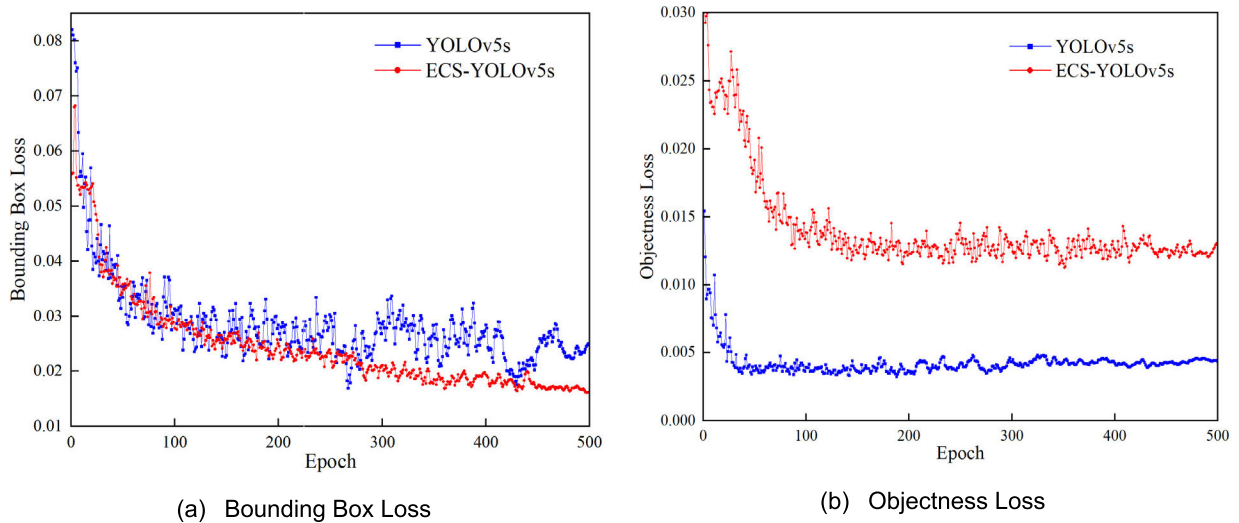 0.08
0.07
0.06
0.05
0.04
0.03
0.02
0.01
0
100
200
300
400
500
Bounding Box Loss
Epoch
YOLOv5s
ECS-YOLOv5s
(a) Bounding Box Loss
0.030
0.025
0.020
0.015
0.010
0.005
0.000
0
100
200
300
400
500
Objectness Loss
Epoch
YOLOv5s
ECS-YOLOv5s
(b) Objectness Loss